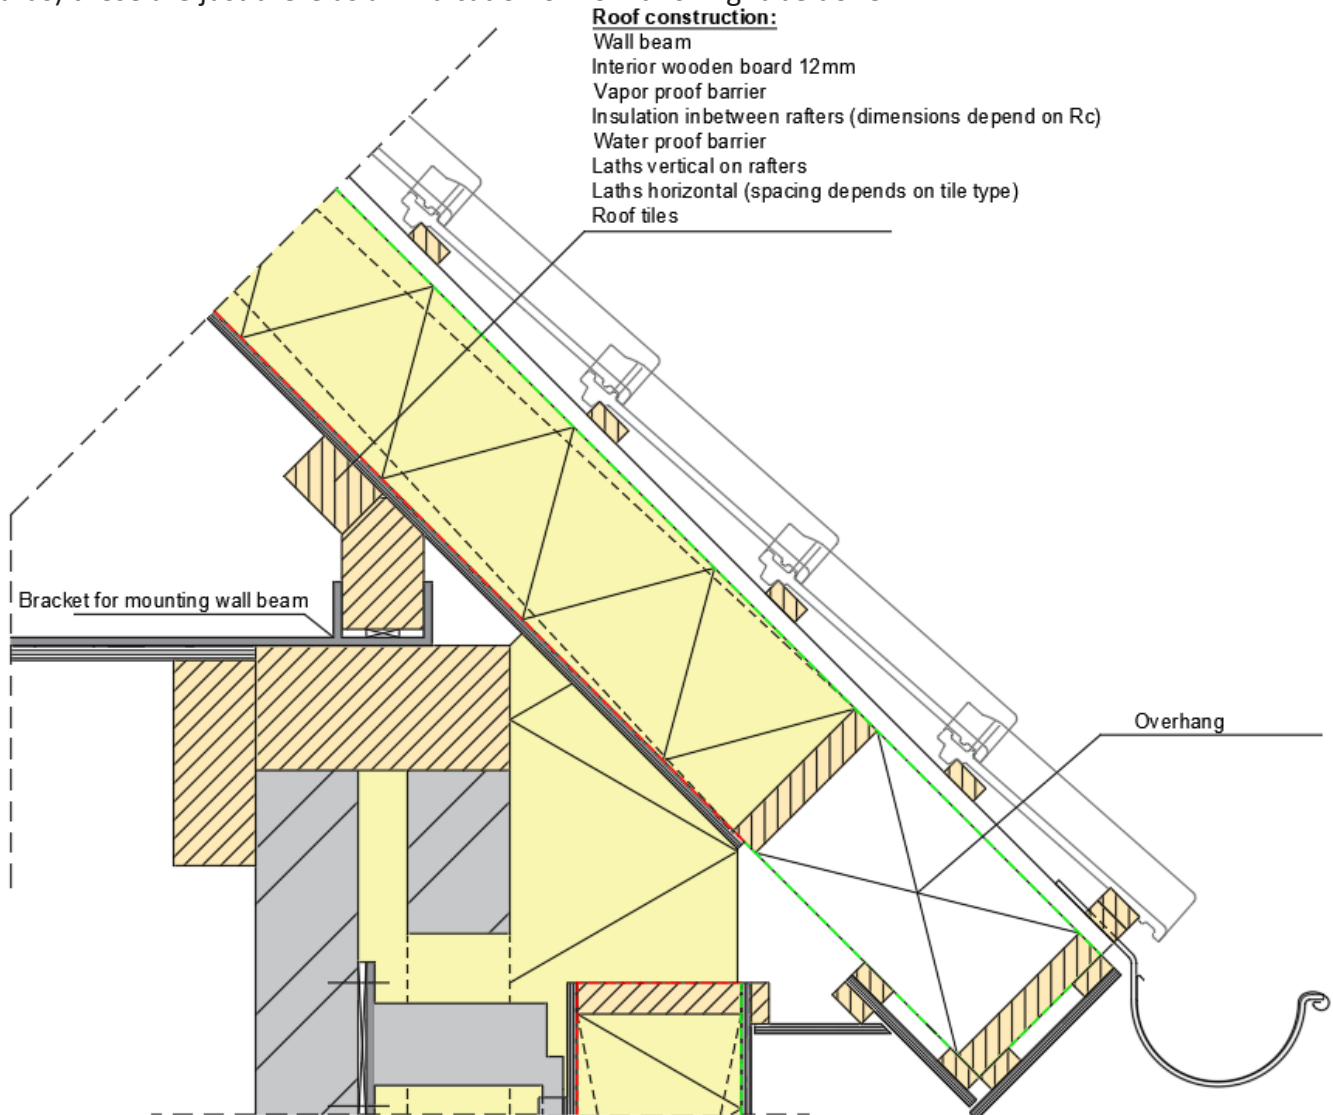 Roof construction:
Wall beam
Interior wooden board 12mm
Vapor proof barrier
Insulation inbetween rafters (dimensions depend on Rc)
Water proof barrier
Laths vertical on rafters
Laths horizontal (spacing depends on tile type)
Roof tiles
Bracket for mounting wall beam
Overhang